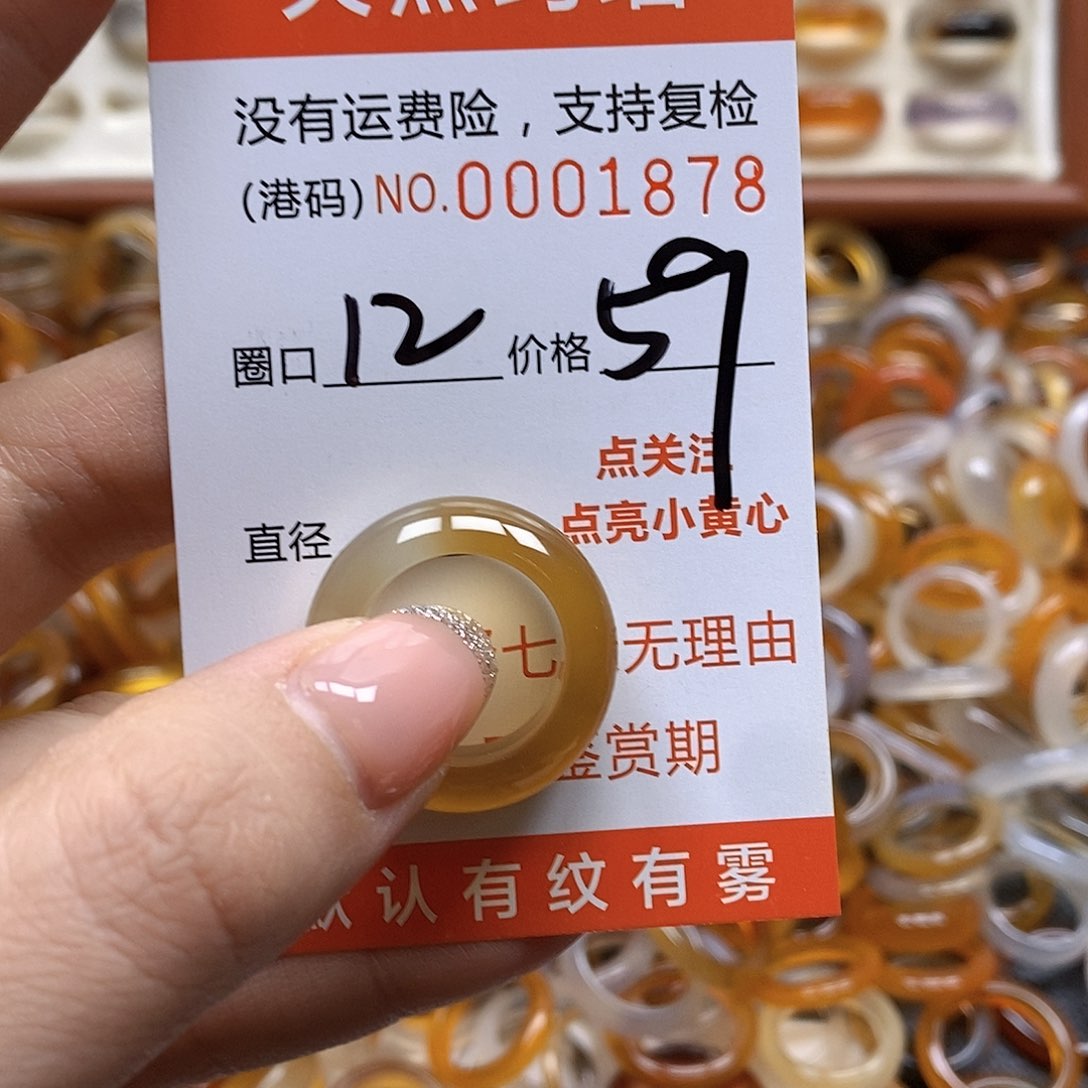 没有运费险，支持复检
(港码) NO.0001878
圈口 12 价格 59
点关注
直径
点亮小黄心
七 无理由
鉴赏期
默认有纹有雾